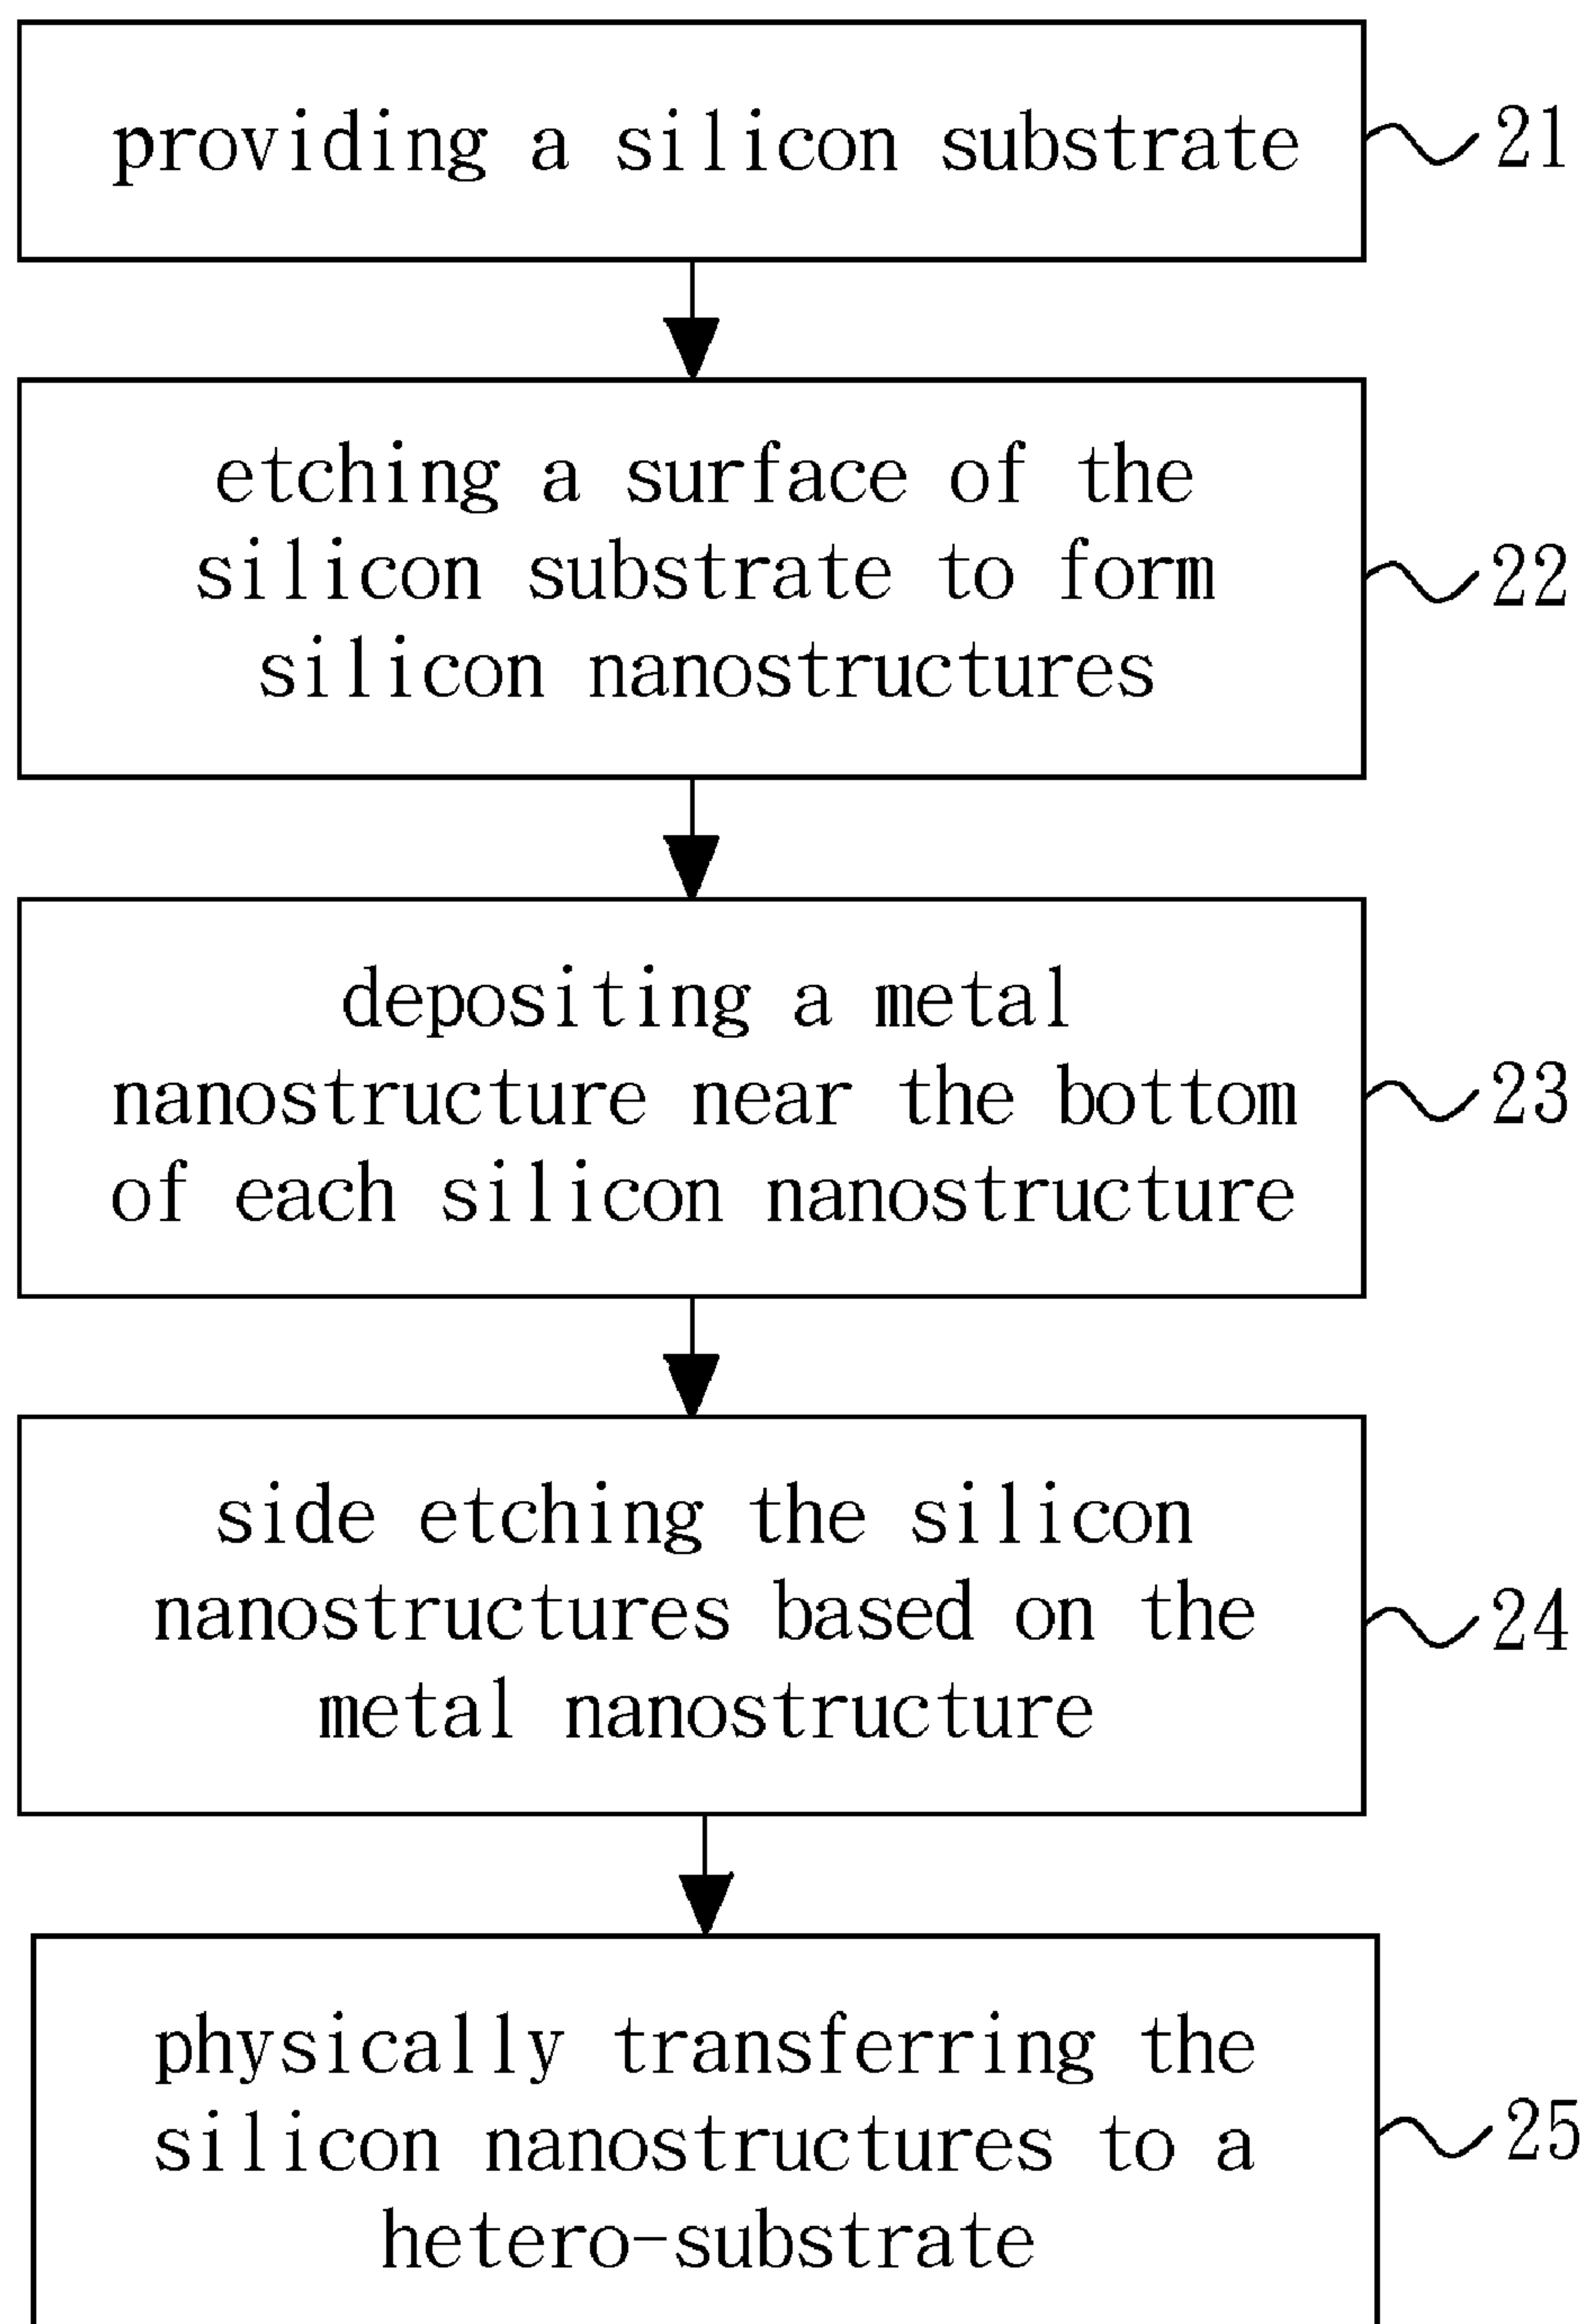 providing a silicon substrate
21
etching a surface of the
silicon substrate to form
silicon nanostructures
22
depositing a metal
nanostructure near the bottom
of each silicon nanostructure
23
side etching the silicon
nanostructures based on the
metal nanostructure
24
physically transferring the
silicon nanostructures to a
hetero-substrate
25